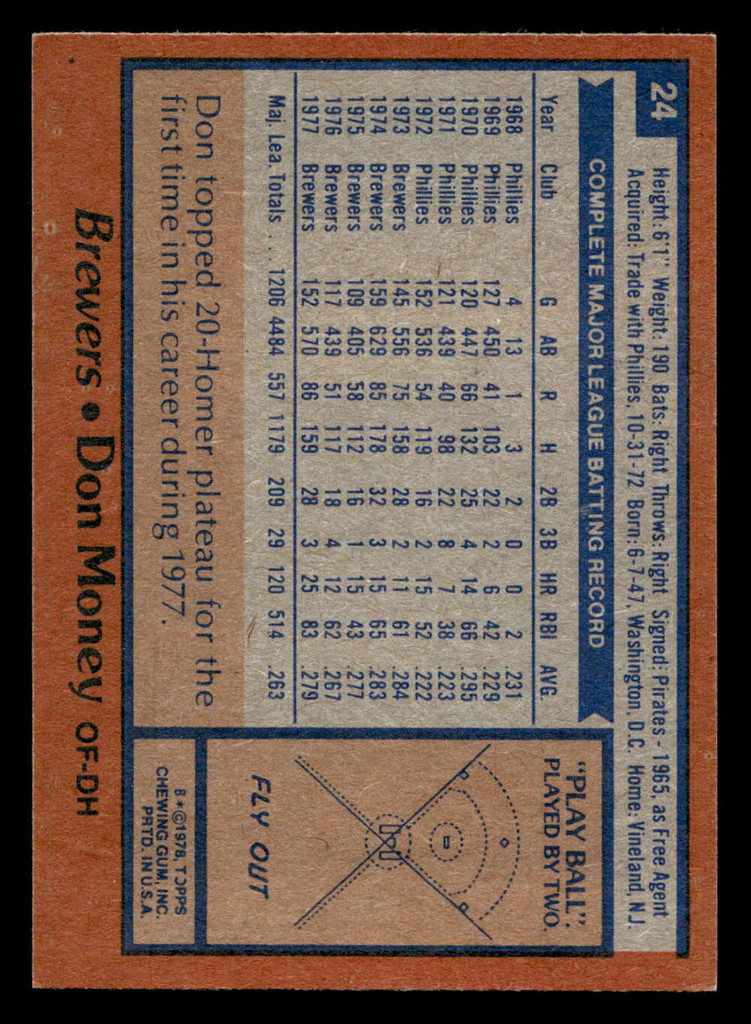 24
Height: 6'1" Weight: 190 Bats: Right Throws: Right Signed: Pirates - 1965, as Free Agent
Acquired: Trade with Phillies, 10-31-72 Born: 6-7-47, Washington, D.C. Home: Vineland, N.J.
COMPLETE MAJOR LEAGUE BATTING RECORD
Year Club G AB R H 2B 3B HR RBI AVG.
1968 Phillies 4 13 1 3 2 0 0 2 .231
1969 Phillies 127 450 41 103 22 2 6 42 .229
1970 Phillies 120 447 66 132 25 4 14 66 .295
1971 Phillies 121 439 40 98 22 8 7 38 .223
1972 Phillies 152 536 54 119 16 2 15 52 .222
1973 Brewers 145 556 75 158 28 2 11 61 .284
1974 Brewers 159 629 85 178 32 3 15 65 .283
1975 Brewers 109 405 58 112 16 1 15 43 .277
1976 Brewers 117 439 51 117 18 4 12 62 .267
1977 Brewers 152 570 86 159 28 3 25 83 .279
Maj. Lea. Totals ... 1206 4484 557 1179 209 29 120 514 .263
Don topped 20-Homer plateau for the
first time in his career during 1977.
"PLAY BALL":
PLAYED BY TWO.
FLY OUT
B * © 1978, TOPPS
CHEWING GUM, INC.
PRTD. IN U.S.A.
Brewers • Don Money OF-DH